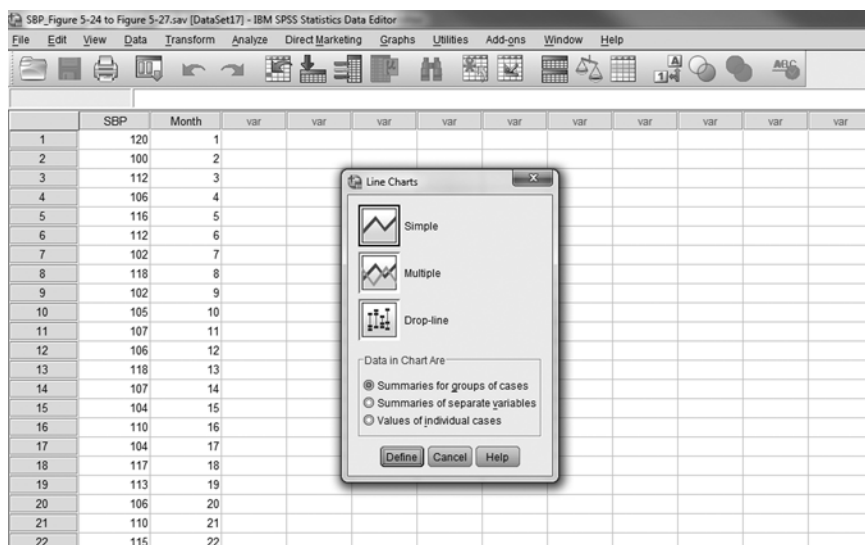 SBP_Figure 5-24 to Figure 5-27.sav [DataSet17] - IBM SPSS Statistics Data Editor
File Edit View Data Transform Analyze Direct Marketing Graphs Utilities Add-ons Window Help
SBP Month var var var var var var var var var var
1 120 1
2 100 2
3 112 3
4 106 4
5 116 5
6 112 6
7 102 7
8 118 8
9 102 9
10 105 10
11 107 11
12 106 12
13 118 13
14 107 14
15 104 15
16 110 16
17 104 17
18 117 18
19 113 19
20 106 20
21 110 21
22 115 22
Line Charts
Simple
Multiple
Drop-line
Data in Chart Are
Summaries for groups of cases
Summaries of separate variables
Values of individual cases
Define Cancel Help